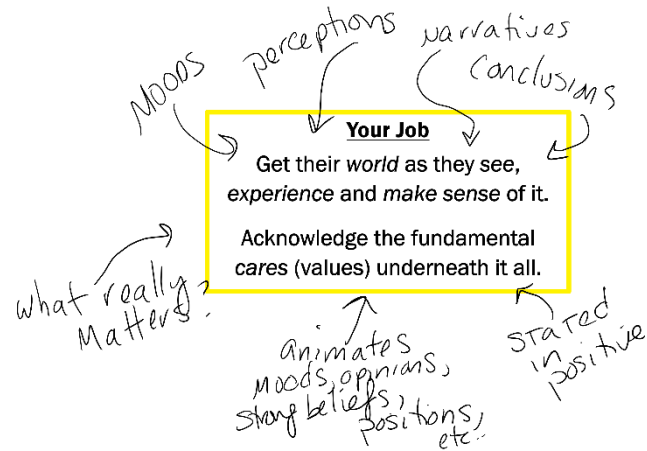 Moods
perceptions
Narratives
Conclusions
Your Job
Get their world as they see,
experience and make sense of it.
Acknowledge the fundamental
cares (values) underneath it all.
what really
Matters?
animates
Moods, opinians,
strong beliefs,
positions,
etc..
stated
in
positive